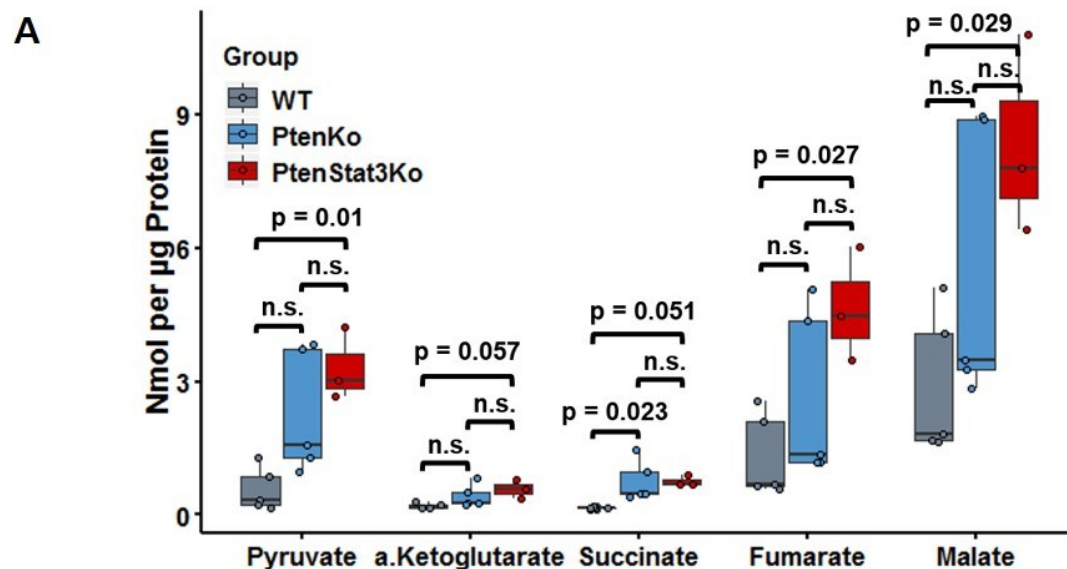 A
Group
WT
PtenKo
PtenStat3Ko
Nmol per µg Protein
9
6
3
0
p = 0.01
n.s.
n.s.
p = 0.057
n.s.
n.s.
p = 0.051
n.s.
p = 0.023
p = 0.027
n.s.
n.s.
p = 0.029
n.s.
n.s.
Pyruvate a.Ketoglutarate Succinate Fumarate Malate